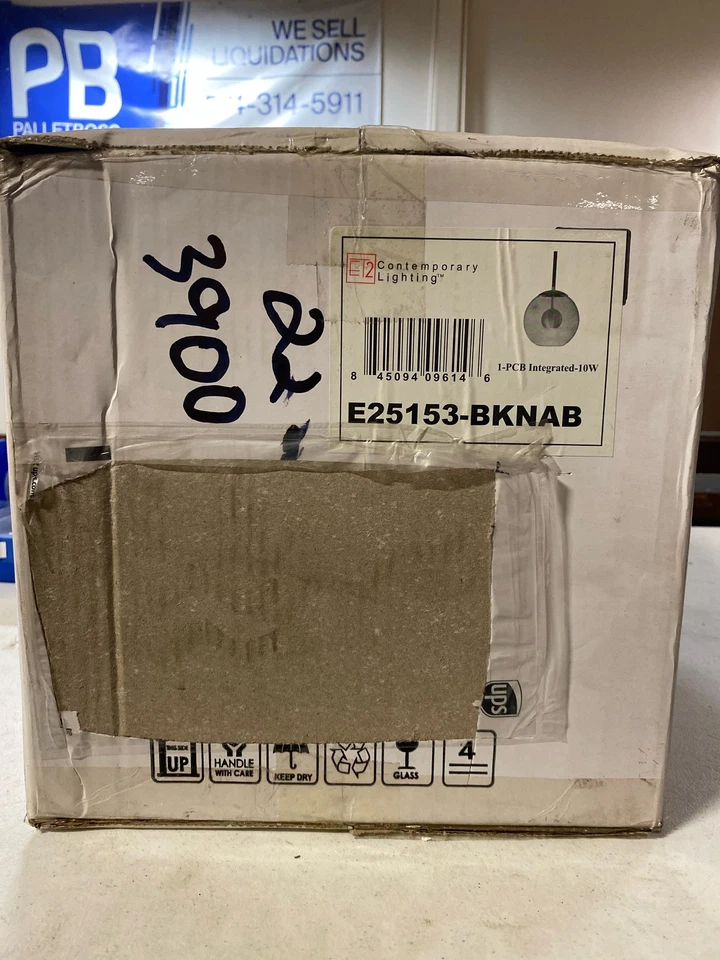 PB
WE SELL
LIQUIDATIONS
-314-5911
ET2 Contemporary
Lighting™
8 45094 09614 6
1-PCB Integrated-10W
E25153-BKNAB
3900
22
ups
UP
HANDLE
WITH CARE
KEEP DRY
GLASS
4